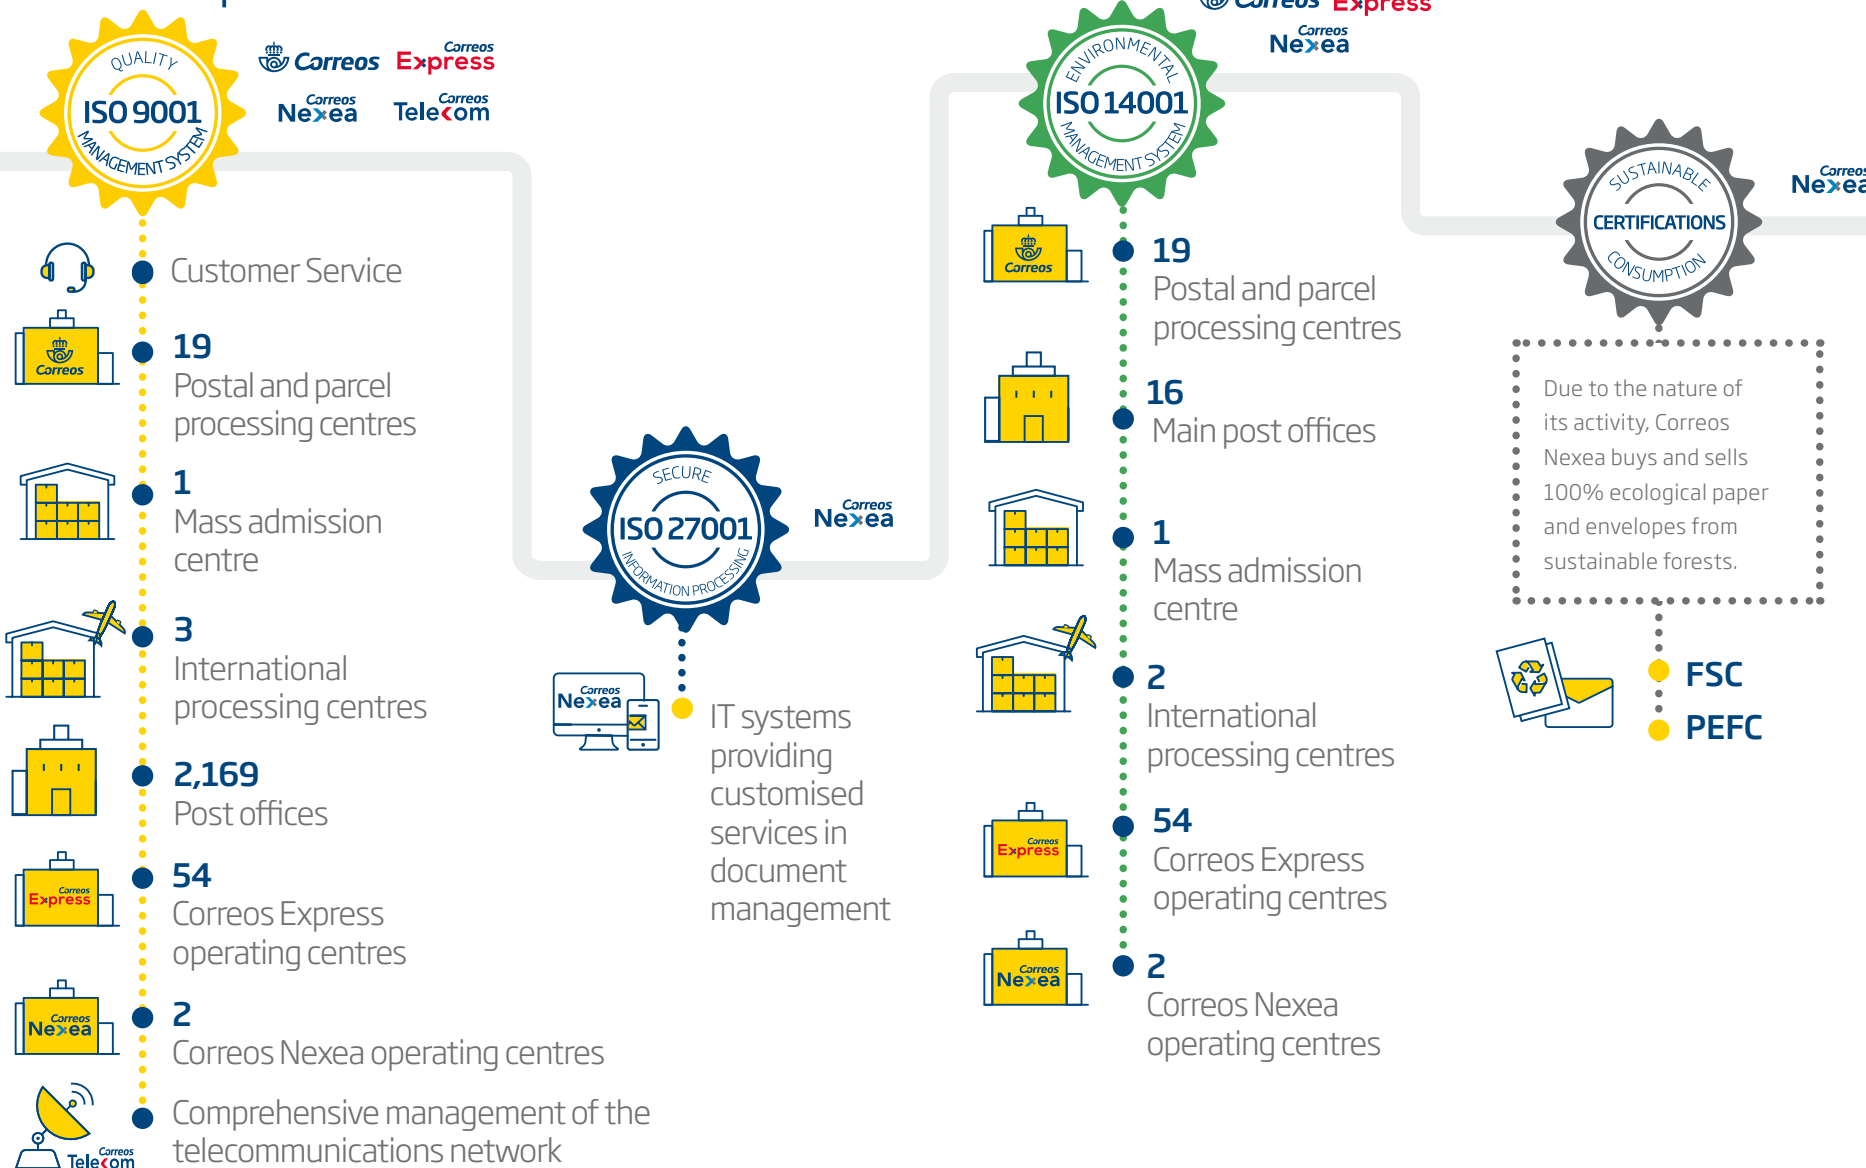 QUALITY
ISO 9001
MANAGEMENT SYSTEM
Correos
Correos
Express
Correos
Nexea
Correos
Telecom
Customer Service
Correos
19
Postal and parcel
processing centres
1
Mass admission
centre
3
International
processing centres
2,169
Post offices
Correos
Express
54
Correos Express
operating centres
Correos
Nexea
2
Correos Nexea operating centres
Correos
Telecom
Comprehensive management of the
telecommunications network
SECURE
ISO 27001
INFORMATION PROCESSING
Correos
Nexea
Correos
Nexea
IT systems
providing
customised
services in
document
management
ENVIRONMENTAL
ISO 14001
MANAGEMENT SYSTEM
Correos
Express
Correos
Nexea
Correos
19
Postal and parcel
processing centres
16
Main post offices
1
Mass admission
centre
2
International
processing centres
Correos
Express
54
Correos Express
operating centres
Correos
Nexea
2
Correos Nexea
operating centres
SUSTAINABLE
CERTIFICATIONS
CONSUMPTION
Correos
Nexea
Due to the nature of
its activity, Correos
Nexea buys and sells
100% ecological paper
and envelopes from
sustainable forests.
FSC
PEFC